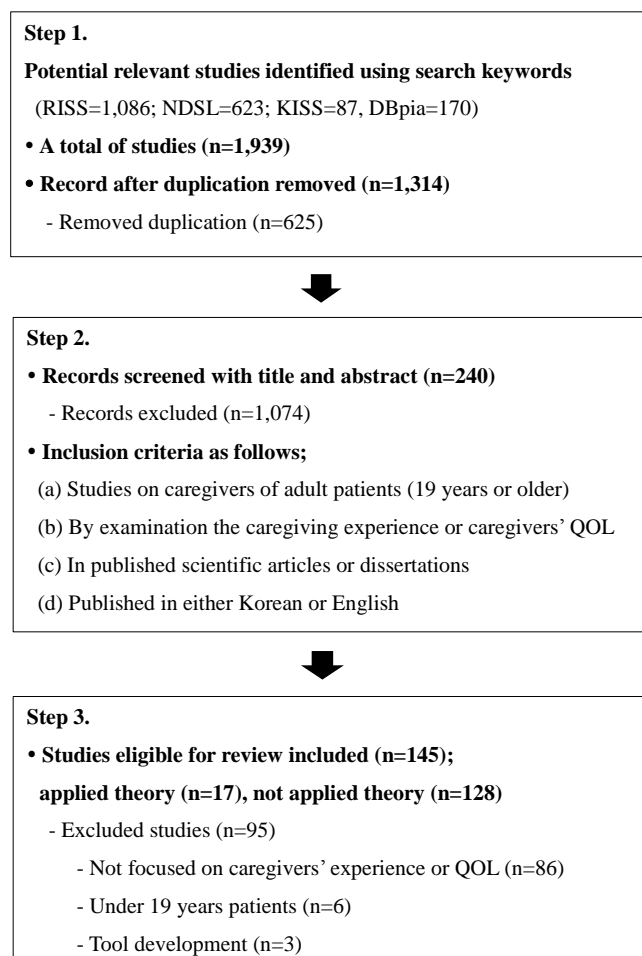 Step 1.
Potential relevant studies identified using search keywords
(RISS=1,086; NDSL=623; KISS=87, DBpia=170)
• A total of studies (n=1,939)
• Record after duplication removed (n=1,314)
- Removed duplication (n=625)
Step 2.
• Records screened with title and abstract (n=240)
- Records excluded (n=1,074)
• Inclusion criteria as follows;
(a) Studies on caregivers of adult patients (19 years or older)
(b) By examination the caregiving experience or caregivers’ QOL
(c) In published scientific articles or dissertations
(d) Published in either Korean or English
Step 3.
• Studies eligible for review included (n=145);
applied theory (n=17), not applied theory (n=128)
- Excluded studies (n=95)
- Not focused on caregivers’ experience or QOL (n=86)
- Under 19 years patients (n=6)
- Tool development (n=3)